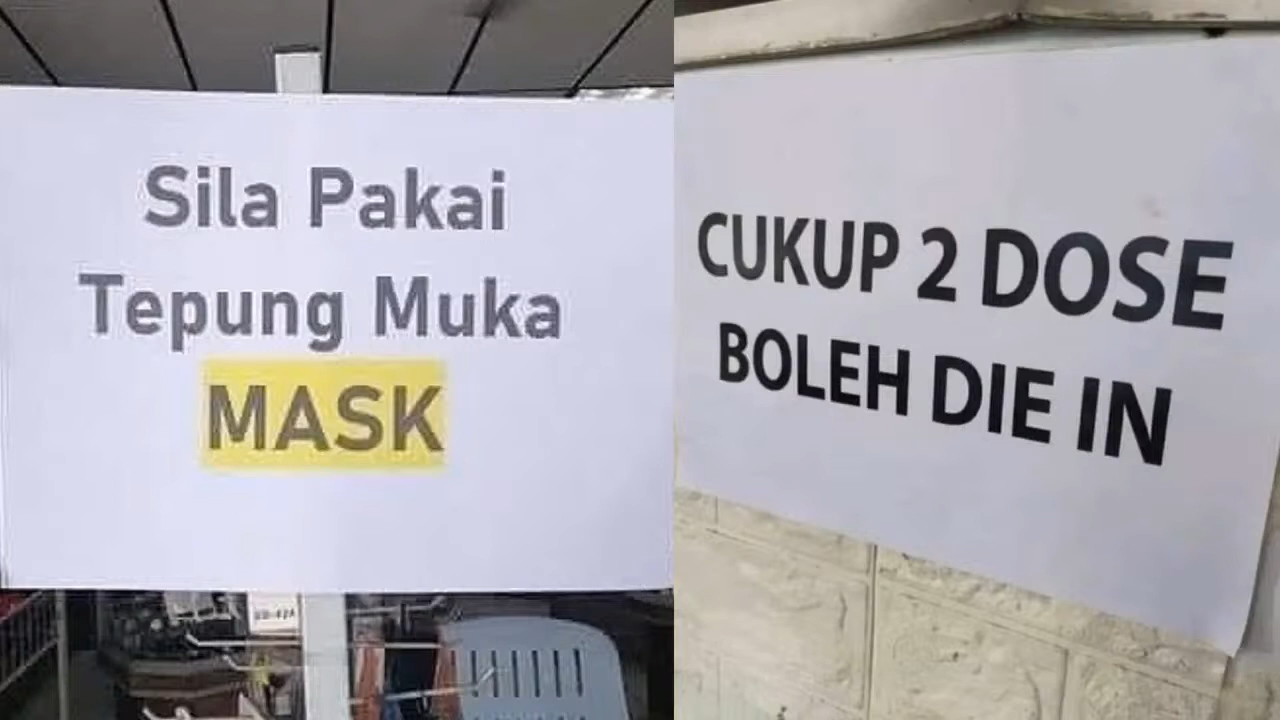 Sila Pakai
Tepung Muka
MASK
CUKUP 2 DOSE
BOLEH DIE IN